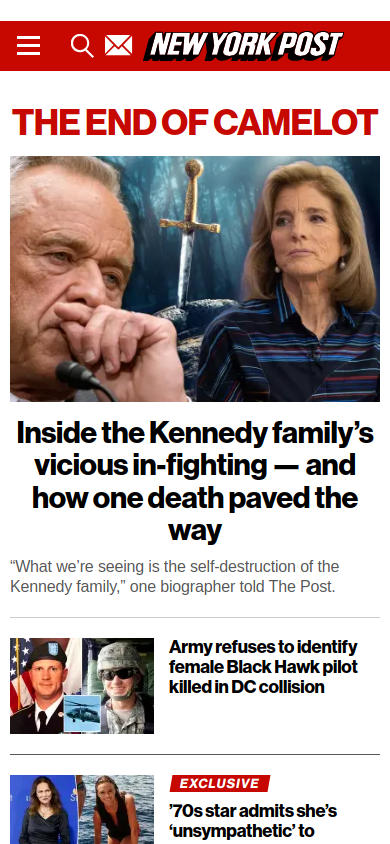 NEW YORK POST
THE END OF CAMELOT
Inside the Kennedy family’s
vicious in-fighting — and
how one death paved the
way
“What we’re seeing is the self-destruction of the
Kennedy family,” one biographer told The Post.
Army refuses to identify
female Black Hawk pilot
killed in DC collision
EXCLUSIVE
’70s star admits she’s
‘unsympathetic’ to